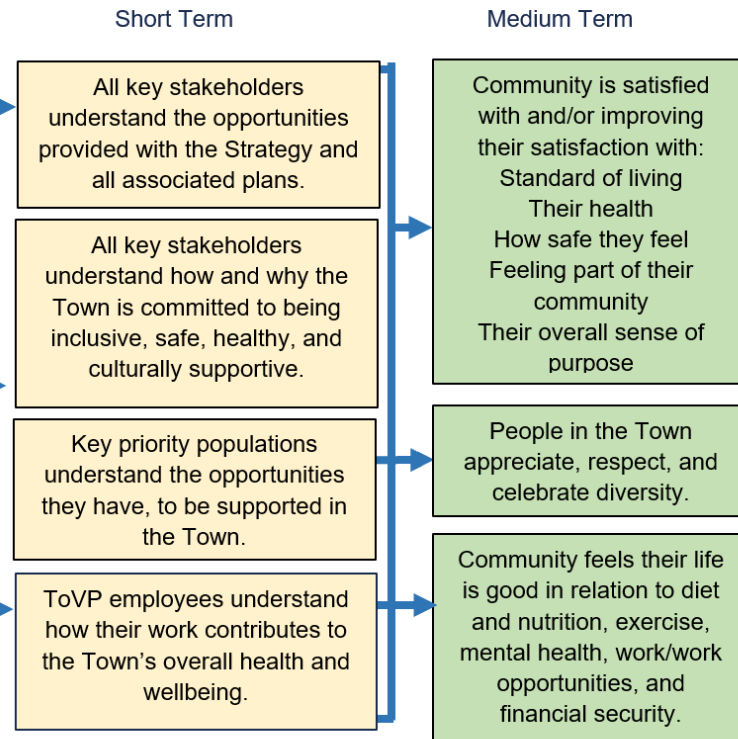 Short Term
All key stakeholders
understand the opportunities
provided with the Strategy and
all associated plans.
All key stakeholders
understand how and why the
Town is committed to being
inclusive, safe, healthy, and
culturally supportive.
Key priority populations
understand the opportunities
they have, to be supported in
the Town.
ToVP employees understand
how their work contributes to
the Town’s overall health and
wellbeing.
Medium Term
Community is satisfied
with and/or improving
their satisfaction with:
Standard of living
Their health
How safe they feel
Feeling part of their
community
Their overall sense of
purpose
People in the Town
appreciate, respect, and
celebrate diversity.
Community feels their life
is good in relation to diet
and nutrition, exercise,
mental health, work/work
opportunities, and
financial security.